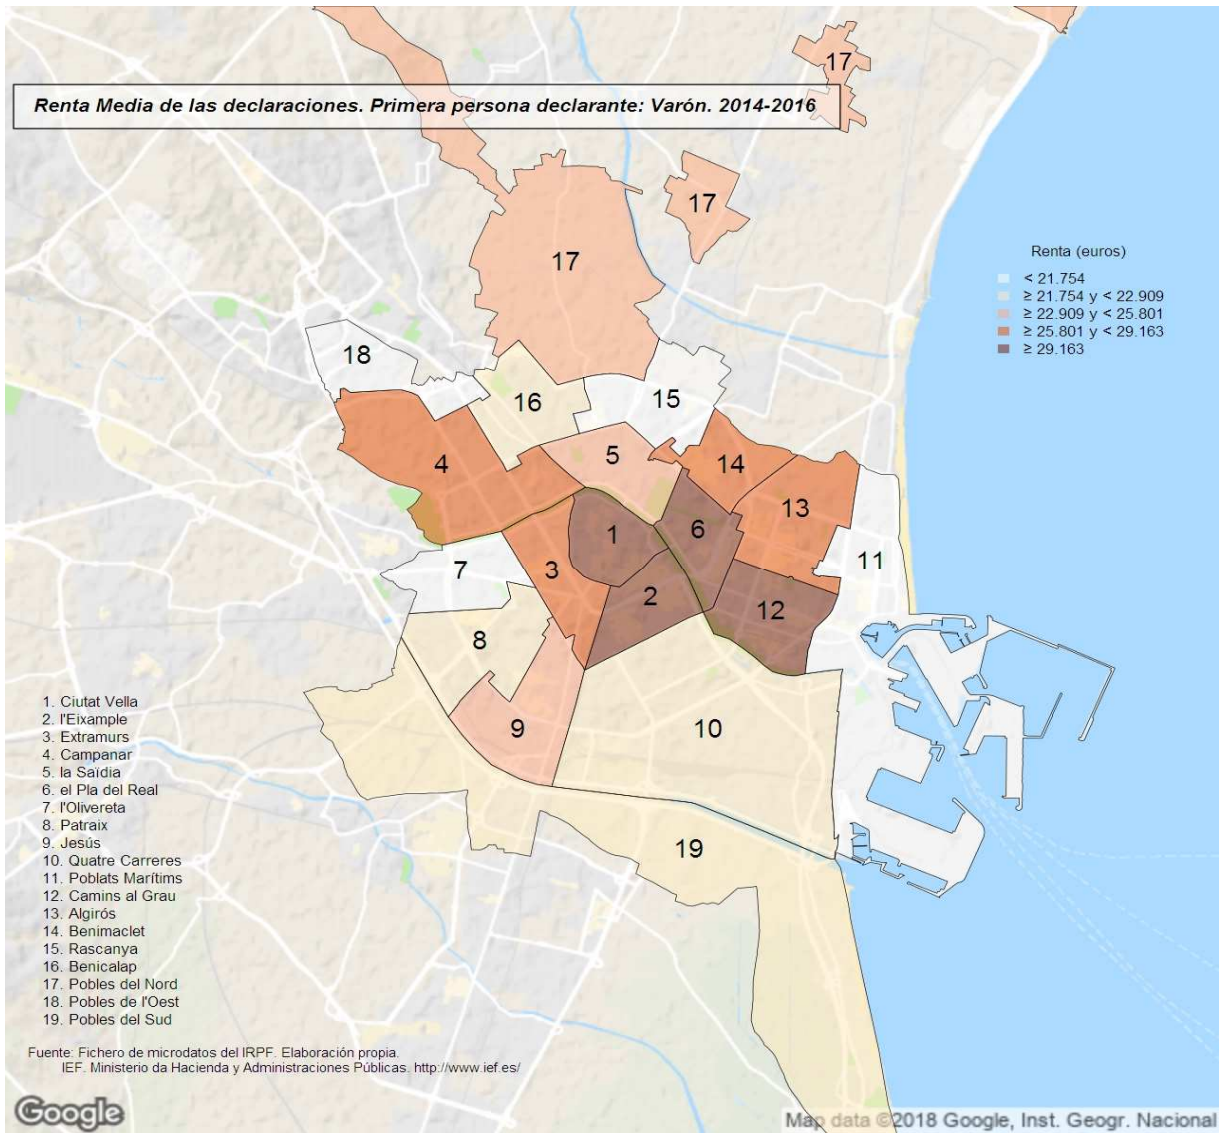 Renta Media de las declaraciones. Primera persona declarante: Varón. 2014-2016
17
17
17
Renta (euros)
< 21.754
≥ 21.754 y < 22.909
≥ 22.909 y < 25.801
≥ 25.801 y < 29.163
≥ 29.163
18
16
15
5
4
14
13
6
1
11
3
7
2
12
8
9
10
19
1. Ciutat Vella
2. l'Eixample
3. Extramurs
4. Campanar
5. la Saïdia
6. el Pla del Real
7. l'Olivereta
8. Patraix
9. Jesús
10. Quatre Carreres
11. Poblats Marítims
12. Camins al Grau
13. Algirós
14. Benimaclet
15. Rascanya
16. Benicalap
17. Pobles del Nord
18. Pobles de l'Oest
19. Pobles del Sud
Fuente: Fichero de microdatos del IRPF. Elaboración propia.
IEF. Ministerio da Hacienda y Administraciones Públicas. http://www.ief.es/
Google
Map data ©2018 Google, Inst. Geogr. Nacional